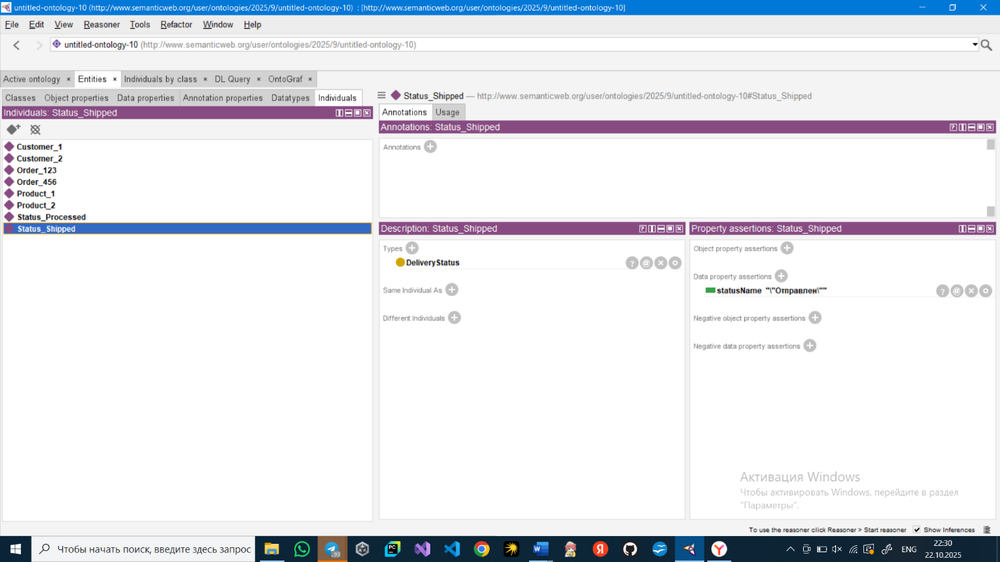 untitled-ontology-10 (http://www.semanticweb.org/user/ontologies/2025/9/untitled-ontology-10) : [http://www.semanticweb.org/user/ontologies/2025/9/untitled-ontology-10]
File Edit View Reasoner Tools Refactor Window Help
untitled-ontology-10 (http://www.semanticweb.org/user/ontologies/2025/9/untitled-ontology-10)
Active ontology × Entities × Individuals by class × DL Query × OntoGraf ×
Classes Object properties Data properties Annotation properties Datatypes Individuals
Individuals: Status_Shipped
Customer_1
Customer_2
Order_123
Order_456
Product_1
Product_2
Status_Processed
Status_Shipped
Status_Shipped — http://www.semanticweb.org/user/ontologies/2025/9/untitled-ontology-10#Status_Shipped
Annotations Usage
Annotations: Status_Shipped
Annotations
Description: Status_Shipped
Types
DeliveryStatus
Same Individual As
Different Individuals
Property assertions: Status_Shipped
Object property assertions
Data property assertions
statusName "\"Отправлен\""
Negative object property assertions
Negative data property assertions
Активация Windows
Чтобы активировать Windows, перейдите в раздел
"Параметры".
To use the reasoner click Reasoner > Start reasoner Show Inferences
Чтобы начать поиск, введите здесь запрос
93
PC
W
Я
Y
ENG
22:30
22.10.2025